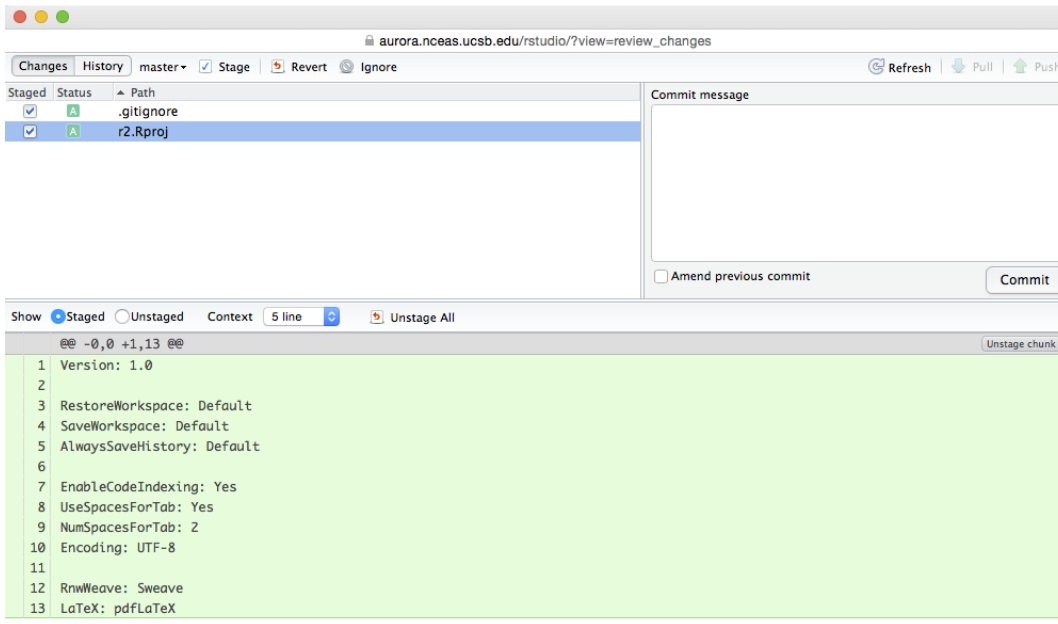 aurora.nceas.ucsb.edu/rstudio/?view=review_changes
Changes History master Stage Revert Ignore Refresh Pull Push
Staged Status Path Commit message
A .gitignore
A r2.Rproj
Amend previous commit Commit
Show Staged Unstaged Context 5 line Unstage All
@@ -0,0 +1,13 @@ Unstage chunk
1 Version: 1.0
2
3 RestoreWorkspace: Default
4 SaveWorkspace: Default
5 AlwaysSaveHistory: Default
6
7 EnableCodeIndexing: Yes
8 UseSpacesForTab: Yes
9 NumSpacesForTab: 2
10 Encoding: UTF-8
11
12 RnwWeave: Sweave
13 LaTeX: pdfLaTeX